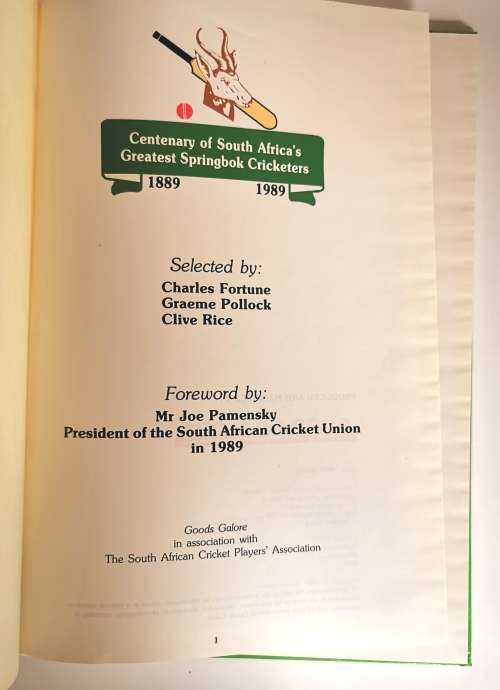 Centenary of South Africa's
Greatest Springbok Cricketers
1889 1989
Selected by:
Charles Fortune
Graeme Pollock
Clive Rice
Foreword by:
Mr Joe Pamensky
President of the South African Cricket Union
in 1989
Goods Galore
in association with
The South African Cricket Players' Association
1